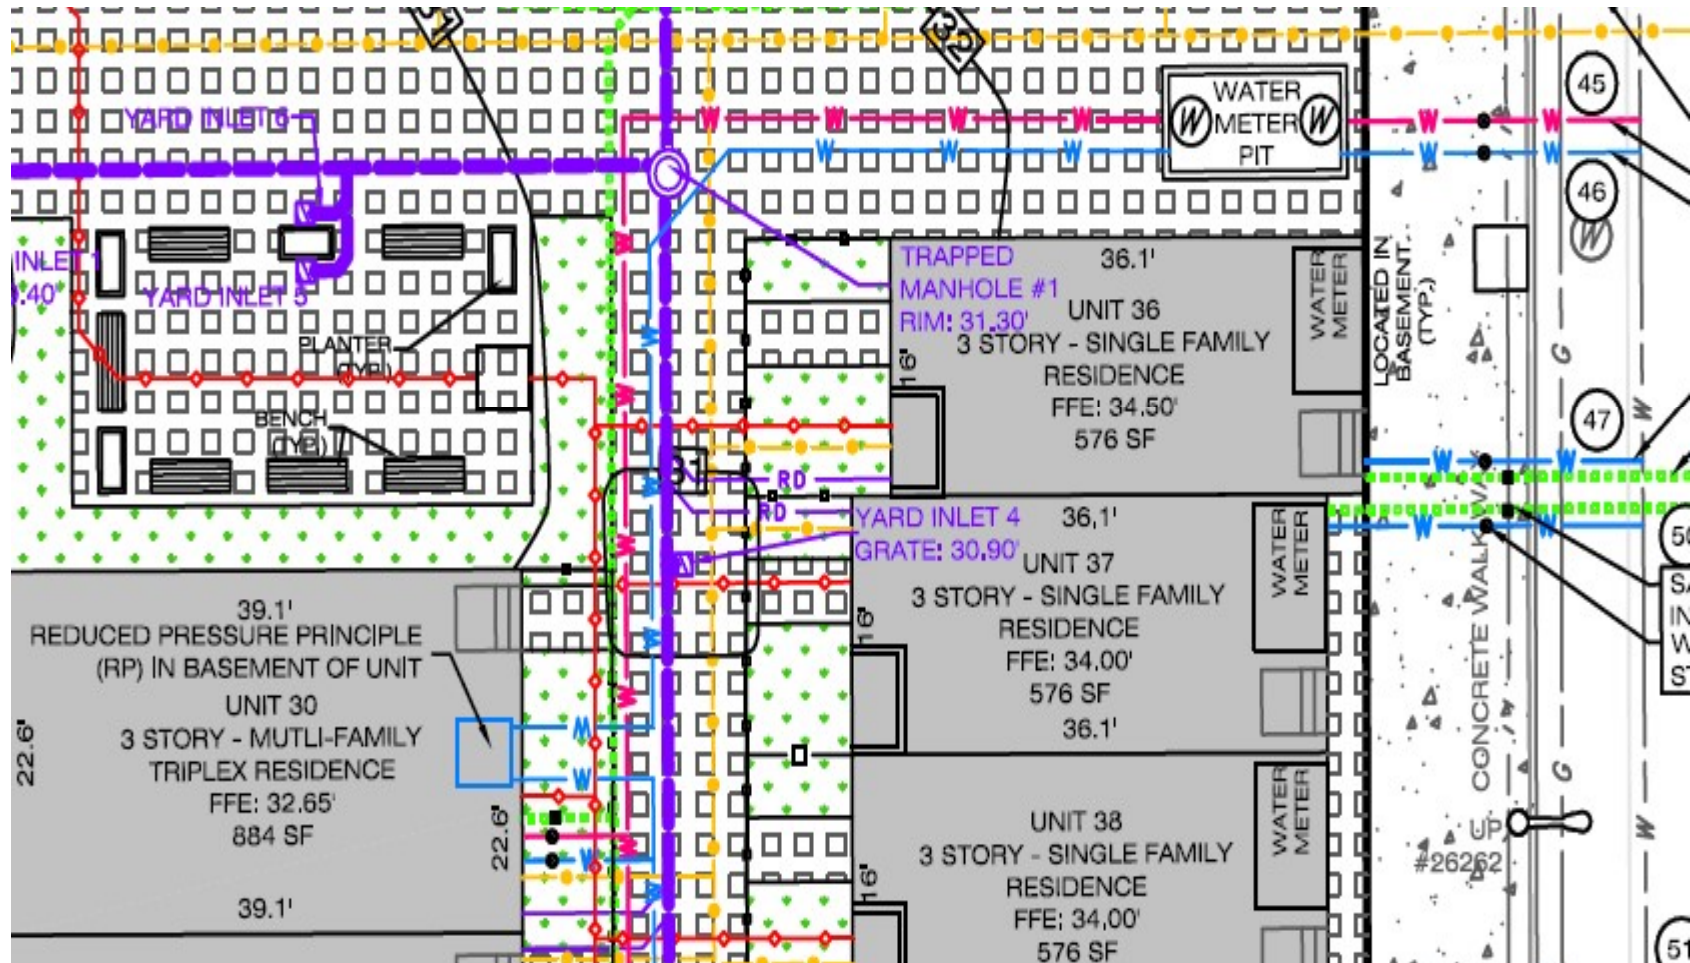 32
WATER
METER
PIT
W
W
45
46
47
W
YARD INLET 6
YARD INLET 5
INLET 1
PLANTER
(TYP.)
BENCH
(TYP.)
TRAPPED
MANHOLE #1
RIM: 31.30'
36.1'
UNIT 36
3 STORY - SINGLE FAMILY
RESIDENCE
FFE: 34.50'
576 SF
16'
WATER
METER
LOCATED IN
BASEMENT.
(TYP.)
G
W
31
RD
RD
YARD INLET 4
GRATE: 30.90'
36.1'
UNIT 37
3 STORY - SINGLE FAMILY
RESIDENCE
FFE: 34.00'
576 SF
36.1'
16'
WATER
METER
39.1'
REDUCED PRESSURE PRINCIPLE
(RP) IN BASEMENT OF UNIT
UNIT 30
3 STORY - MUTLI-FAMILY
TRIPLEX RESIDENCE
FFE: 32.65'
884 SF
39.1'
22.6'
22.6'
UNIT 38
3 STORY - SINGLE FAMILY
RESIDENCE
FFE: 34.00'
576 SF
16'
WATER
METER
CONCRETE WALK
G
W
UP
#26262
51